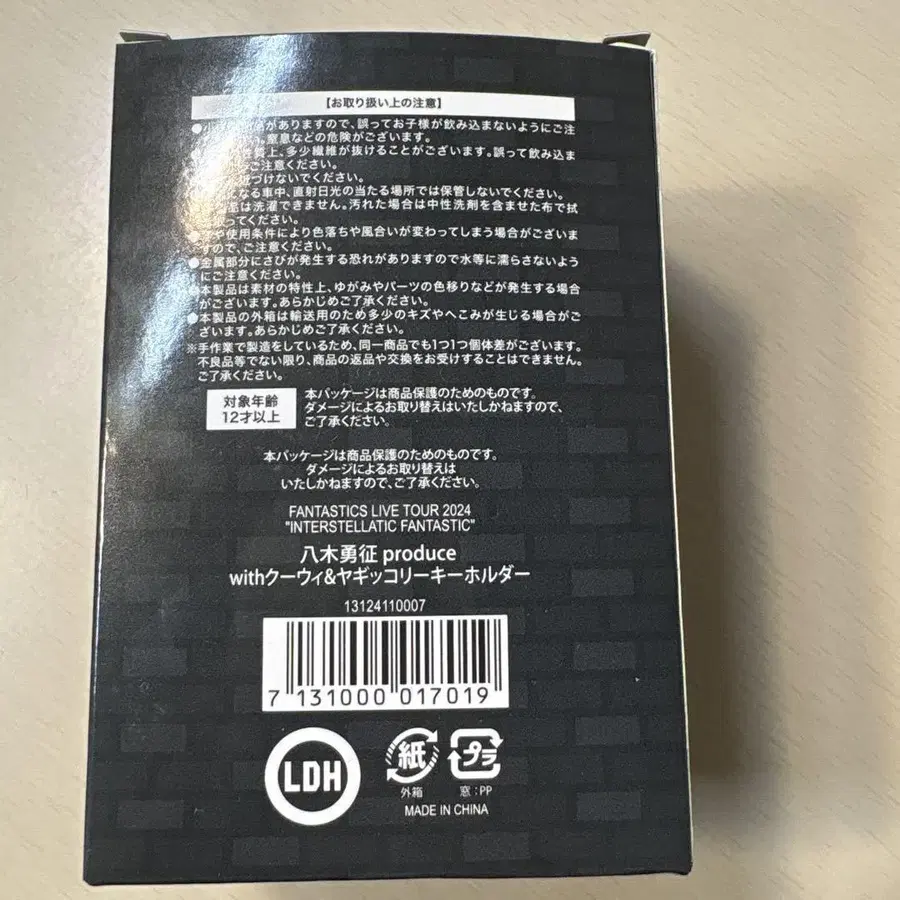 【お取り扱い上の注意】
がありますので、誤ってお子様が飲み込まないようにご注
。窒息などの危険がございます。
質上、多少繊維が抜けることがございます。誤って飲み込ま
ご注意ください。
づけないでください。
なる車中、直射日光の当たる場所では保管しないでください。
品は洗濯できません。汚れた場合は中性洗剤を含ませた布で拭
ってください。
や使用条件により色落ちや風合いが変わってしまう場合がございま
すので、ご注意ください。
●金属部分にさびが発生する恐れがありますので水等に濡らさないよう
にご注意ください。
●本製品は素材の特性上、ゆがみやパーツの色移りなどが発生する場合
がございます。あらかじめご了承ください。
●本製品の外箱は輸送用のため多少のキズやへこみが生じる場合がご
ざいます。あらかじめご了承ください。
※手作業で製造をしているため、同一商品でも1つ1つ個体差がございます。
不良品等でない限り、商品の返品や交換をお受けすることはできません。
ご了承ください。
対象年齢
12才以上
本パッケージは商品保護のためのものです。
ダメージによるお取り替えはいたしかねますので、
ご了承ください。
本パッケージは商品保護のためのものです。
ダメージによるお取り替えは
いたしかねますので、ご了承ください。
FANTASTICS LIVE TOUR 2024
"INTERSTELLATIC FANTASTIC"
八木勇征 produce
withクーウィ&ヤギッコリーキーホルダー
13124110007
7 131000 017019
LDH
紙
外箱
プラ
窓:PP
MADE IN CHINA